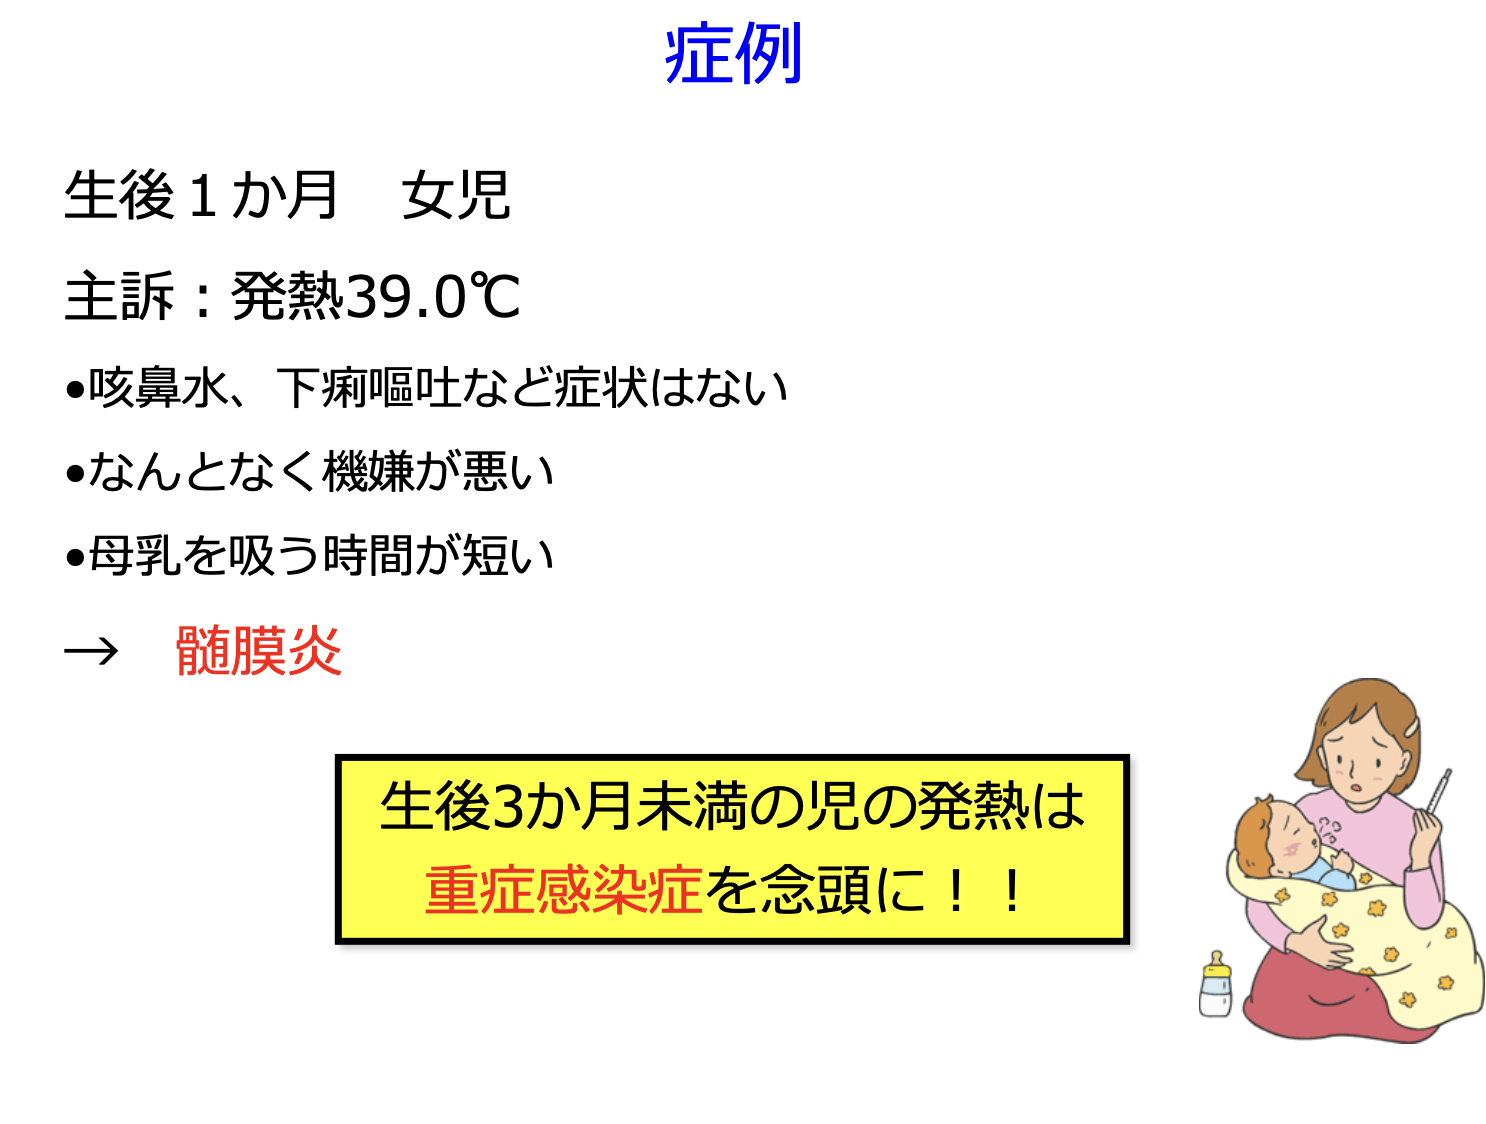 症例
生後１か月　女児
主訴：発熱39.0℃
•咳鼻水、下痢嘔吐など症状はない
•なんとなく機嫌が悪い
•母乳を吸う時間が短い
→　髄膜炎
生後3か月未満の児の発熱は
重症感染症を念頭に！！